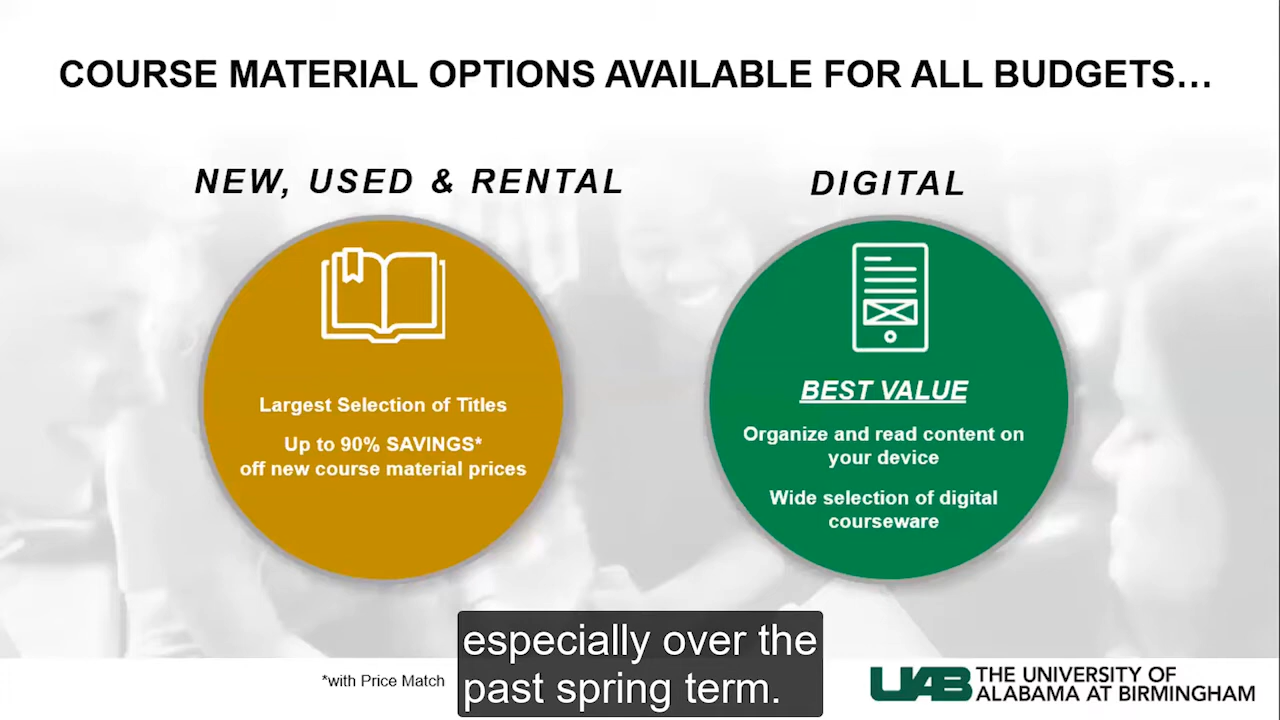 COURSE MATERIAL OPTIONS AVAILABLE FOR ALL BUDGETS...
NEW, USED & RENTAL
Largest Selection of Titles
Up to 90% SAVINGS*
off new course material prices
DIGITAL
BEST VALUE
Organize and read content on
your device
Wide selection of digital
courseware
especially over the
past spring term.
*with Price Match
UAB THE UNIVERSITY OF
ALABAMA AT BIRMINGHAM